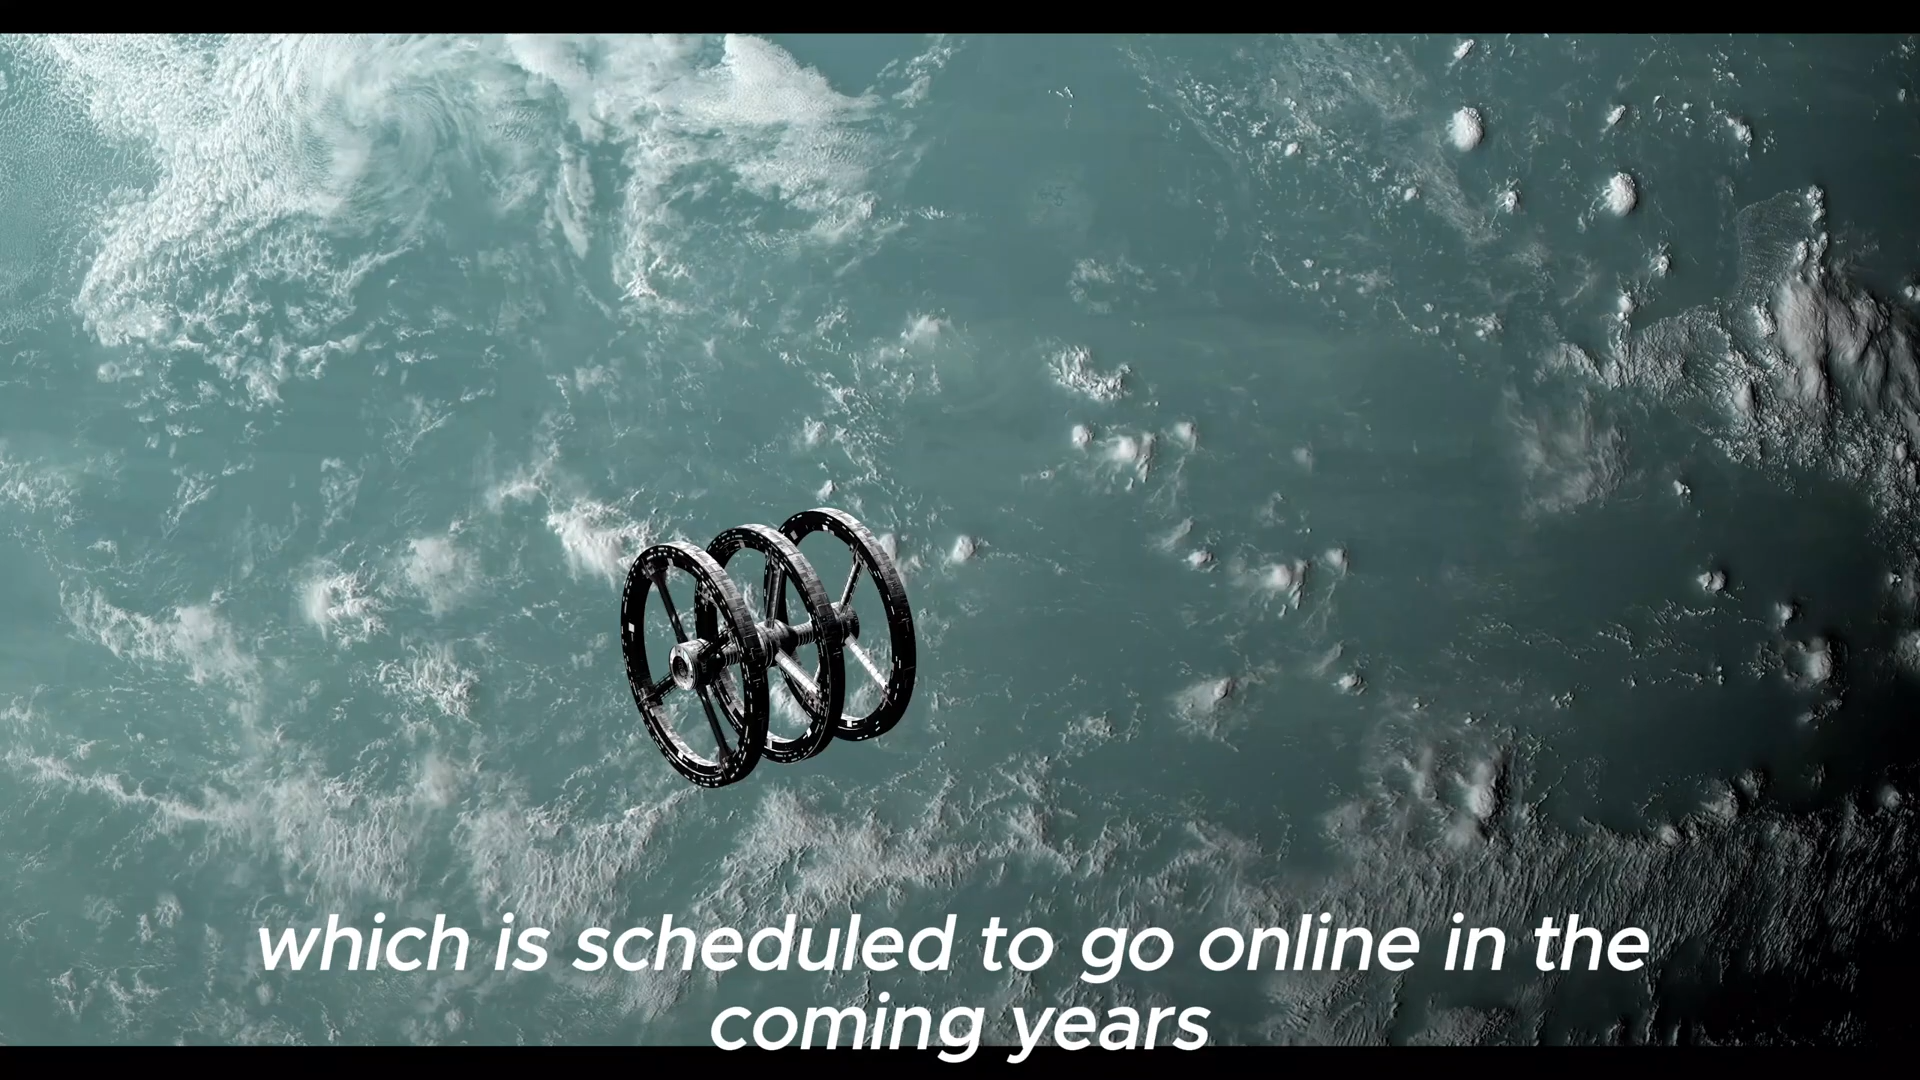 which is scheduled to go online in the
coming years